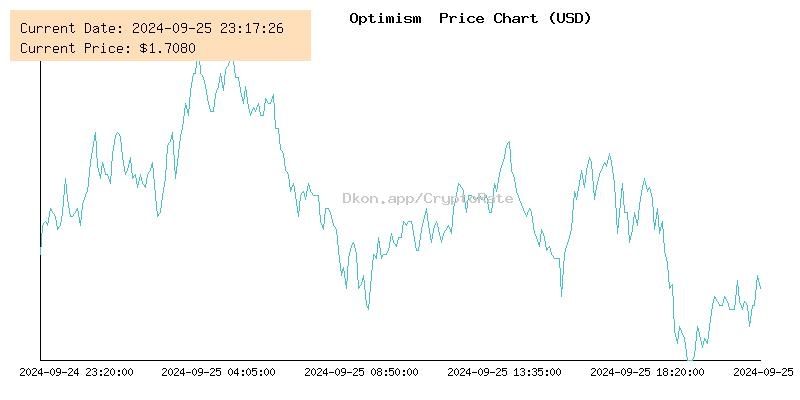 Optimism  Price Chart (USD)
Current Date: 2024-09-25 23:17:26
Current Price: $1.7080
Dkon.app/CryptoRate
2024-09-24 23:20:00 2024-09-25 04:05:00 2024-09-25 08:50:00 2024-09-25 13:35:00 2024-09-25 18:20:00 2024-09-25